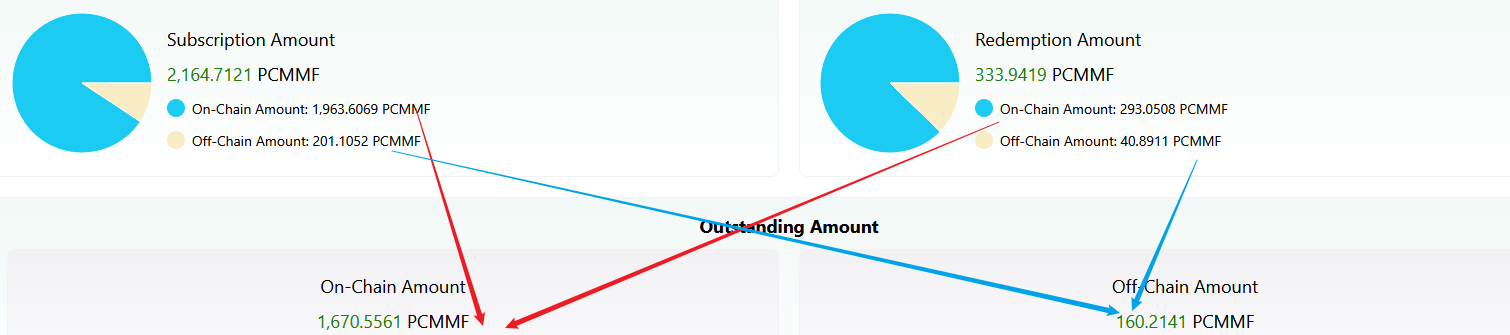 Subscription Amount
2,164.7121 PCMMF
On-Chain Amount: 1,963.6069 PCMMF
Off-Chain Amount: 201.1052 PCMMF
Redemption Amount
333.9419 PCMMF
On-Chain Amount: 293.0508 PCMMF
Off-Chain Amount: 40.8911 PCMMF
Outstanding Amount
On-Chain Amount
1,670.5561 PCMMF
Off-Chain Amount
160.2141 PCMMF